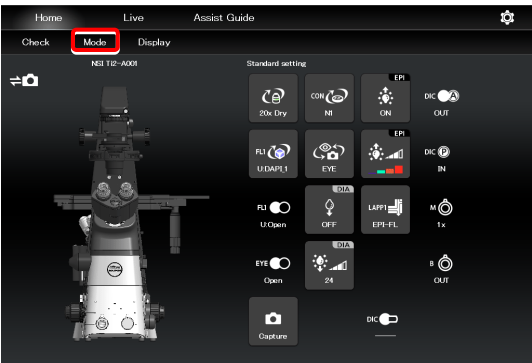 Home Live Assist Guide
Check Mode Display
NSI Ti2-A001
Standard setting
20x Dry
CON N1
EPI ON
DIC A OUT
FL1 U:DAPI_1
EYE
EPI
DIC P IN
FL1 U:Open
DIA OFF
LAPP1 EPI-FL
M 1x
EYE Open
DIA 24
B OUT
Capture
DIC